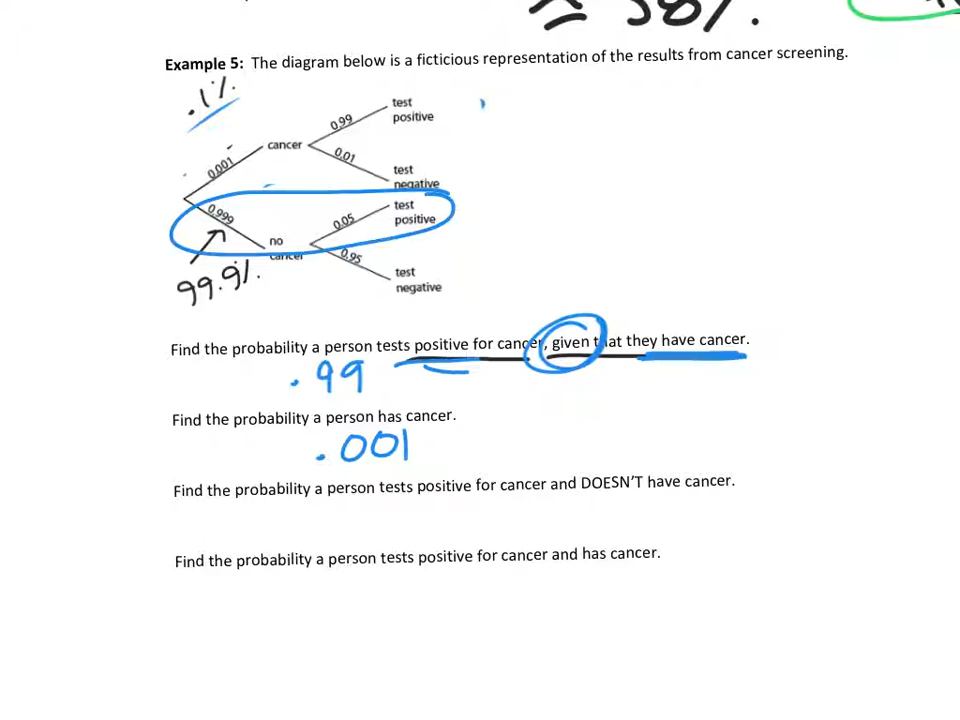 ≈ 58%.
Example 5: The diagram below is a ficticious representation of the results from cancer screening.
.1%
test
positive
0.99
cancer
0.01
0.001
test
negative
0.999
test
positive
0.05
no
cancer
0.95
99.9%.
test
negative
Find the probability a person tests positive for cancer, given that they have cancer.
.99
Find the probability a person has cancer.
.001
Find the probability a person tests positive for cancer and DOESN'T have cancer.
Find the probability a person tests positive for cancer and has cancer.